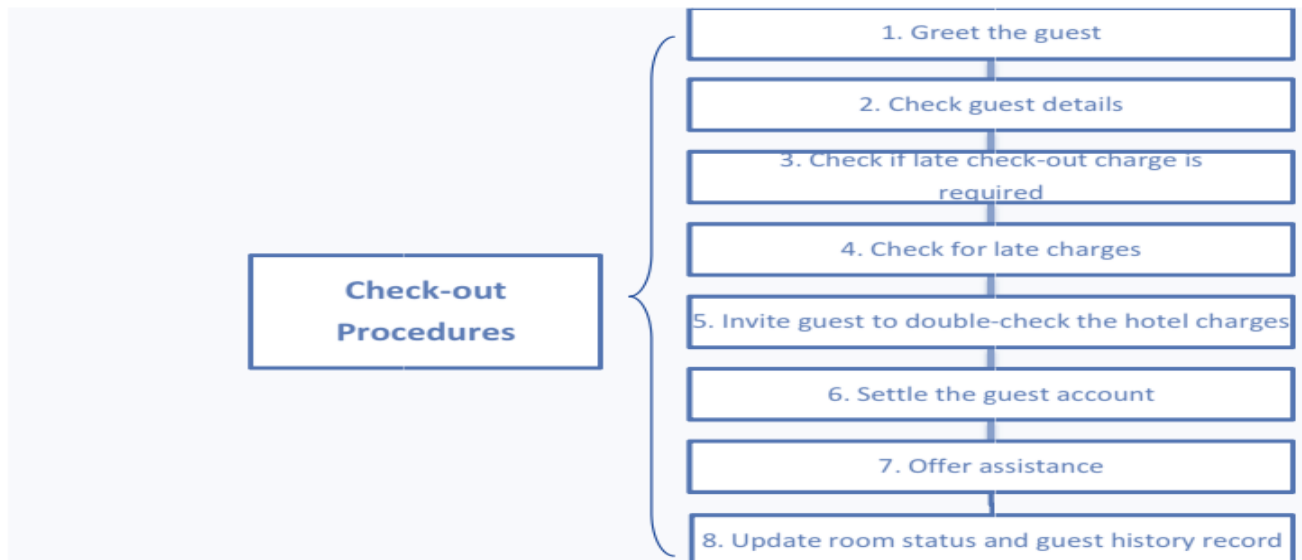 1. Greet the guest
2. Check guest details
3. Check if late check-out charge is
required
4. Check for late charges
Check-out
Procedures
5. Invite guest to double-check the hotel charges
6. Settle the guest account
7. Offer assistance
8. Update room status and guest history record